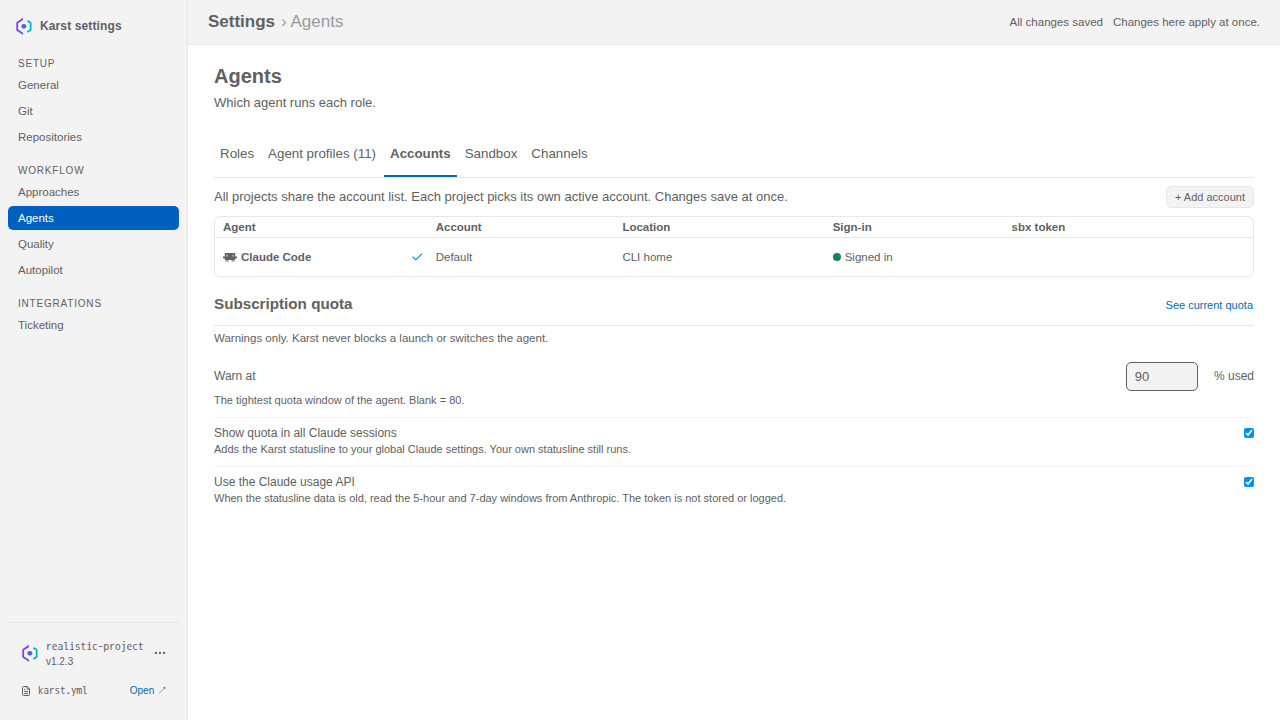 Karst settings
SETUP
General
Git
Repositories
WORKFLOW
Approaches
Agents
Quality
Autopilot
INTEGRATIONS
Ticketing
realistic-project
v1.2.3
karst.yml
Open ↗
Settings › Agents
All changes saved Changes here apply at once.
Agents
Which agent runs each role.
Roles Agent profiles (11) Accounts Sandbox Channels
All projects share the account list. Each project picks its own active account. Changes save at once.
+ Add account
Agent Account Location Sign-in sbx token
Claude Code Default CLI home Signed in
Subscription quota
See current quota
Warnings only. Karst never blocks a launch or switches the agent.
Warn at 90 % used
The tightest quota window of the agent. Blank = 80.
Show quota in all Claude sessions
Adds the Karst statusline to your global Claude settings. Your own statusline still runs.
Use the Claude usage API
When the statusline data is old, read the 5-hour and 7-day windows from Anthropic. The token is not stored or logged.